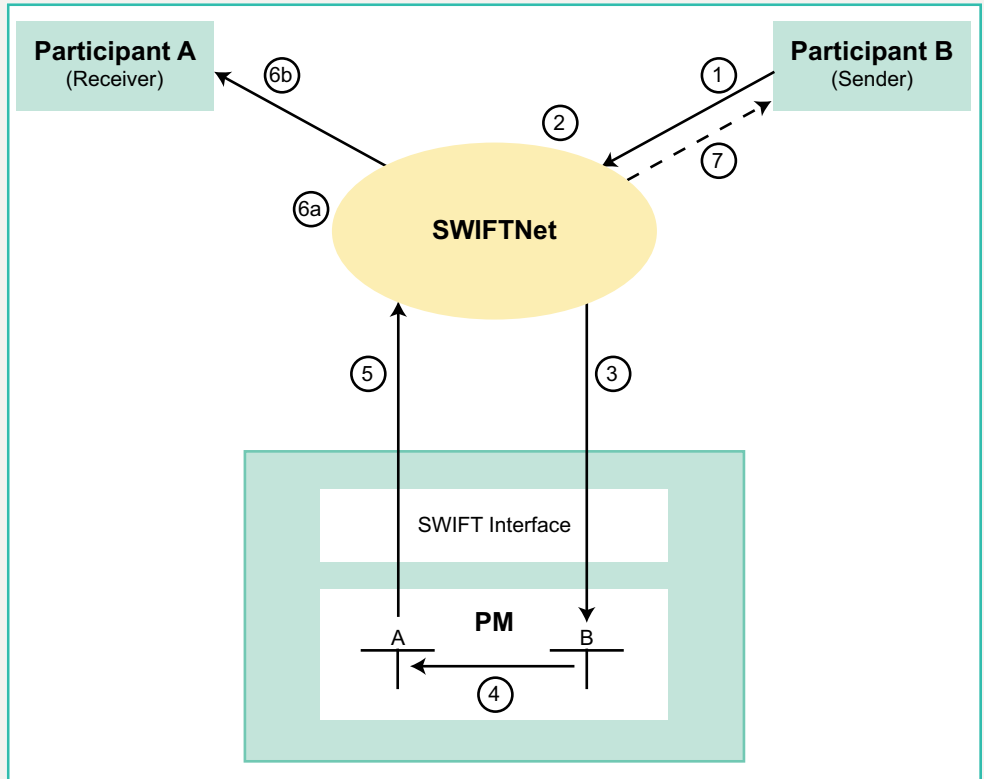 Participant A
(Receiver)
6b
1
Participant B
(Sender)
2
7
6a
SWIFTNet
5
3
SWIFT Interface
PM
A
B
4